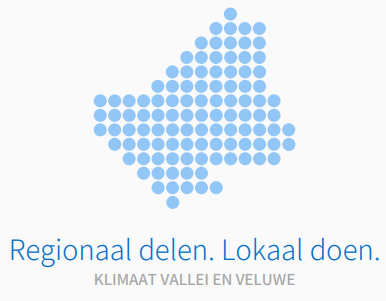 Regionaal delen. Lokaal doen.
KLIMAAT VALLEI EN VELUWE